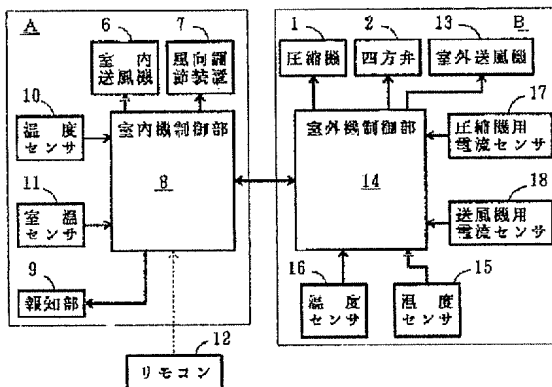 A
B
6
7
1
2
13
室内
送風機
風向調
節装置
圧縮機
四方弁
室外送風機
10
温度
センサ
室内機制御部
8
室外機制御部
14
17
圧縮機用
電流センサ
11
室温
センサ
18
送風機用
電流センサ
9
報知部
16
温度
センサ
15
温度
センサ
12
リモコン